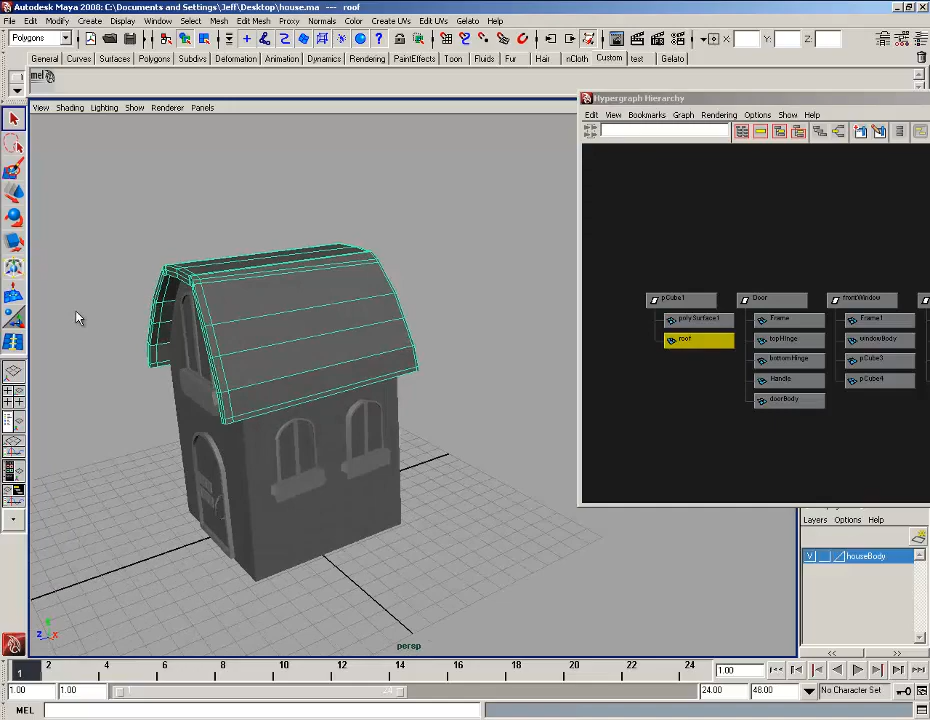 Autodesk Maya 2008: C:\Documents and Settings\Jeff\Desktop\house.ma --- roof
File Edit Modify Create Display Window Select Mesh Edit Mesh Proxy Normals Color Create UVs Edit UVs Gelato Help
Polygons X: Y: Z:
General Curves Surfaces Polygons Subdivs Deformation Animation Dynamics Rendering PaintEffects Toon Fluids Fur Hair nCloth Custom test Gelato
mel
View Shading Lighting Show Renderer Panels
Hypergraph Hierarchy
Edit View Bookmarks Graph Rendering Options Show Help
pCube1 Door frontWindow
polySurface1 Frame Frame1
roof topHinge windowBody
bottomHinge pCube3
Handle pCube4
doorBody
Layers Options Help
V houseBody
persp
z x
1 2 4 6 8 10 12 14 16 18 20 22 24 1.00
1.00 1.00 1 24 24.00 48.00 No Character Set
MEL